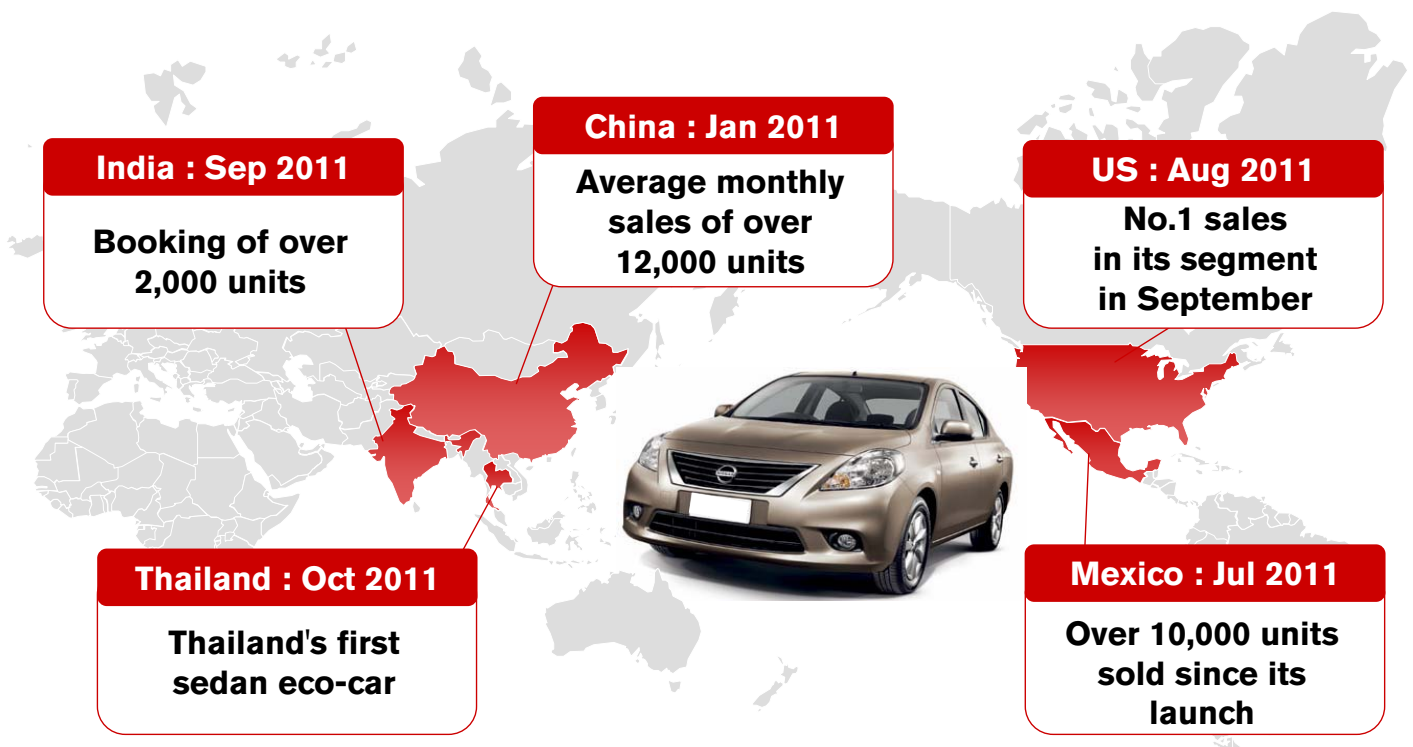 India : Sep 2011
Booking of over
2,000 units
China : Jan 2011
Average monthly
sales of over
12,000 units
US : Aug 2011
No.1 sales
in its segment
in September
Thailand : Oct 2011
Thailand's first
sedan eco-car
Mexico : Jul 2011
Over 10,000 units
sold since its
launch
NISSAN